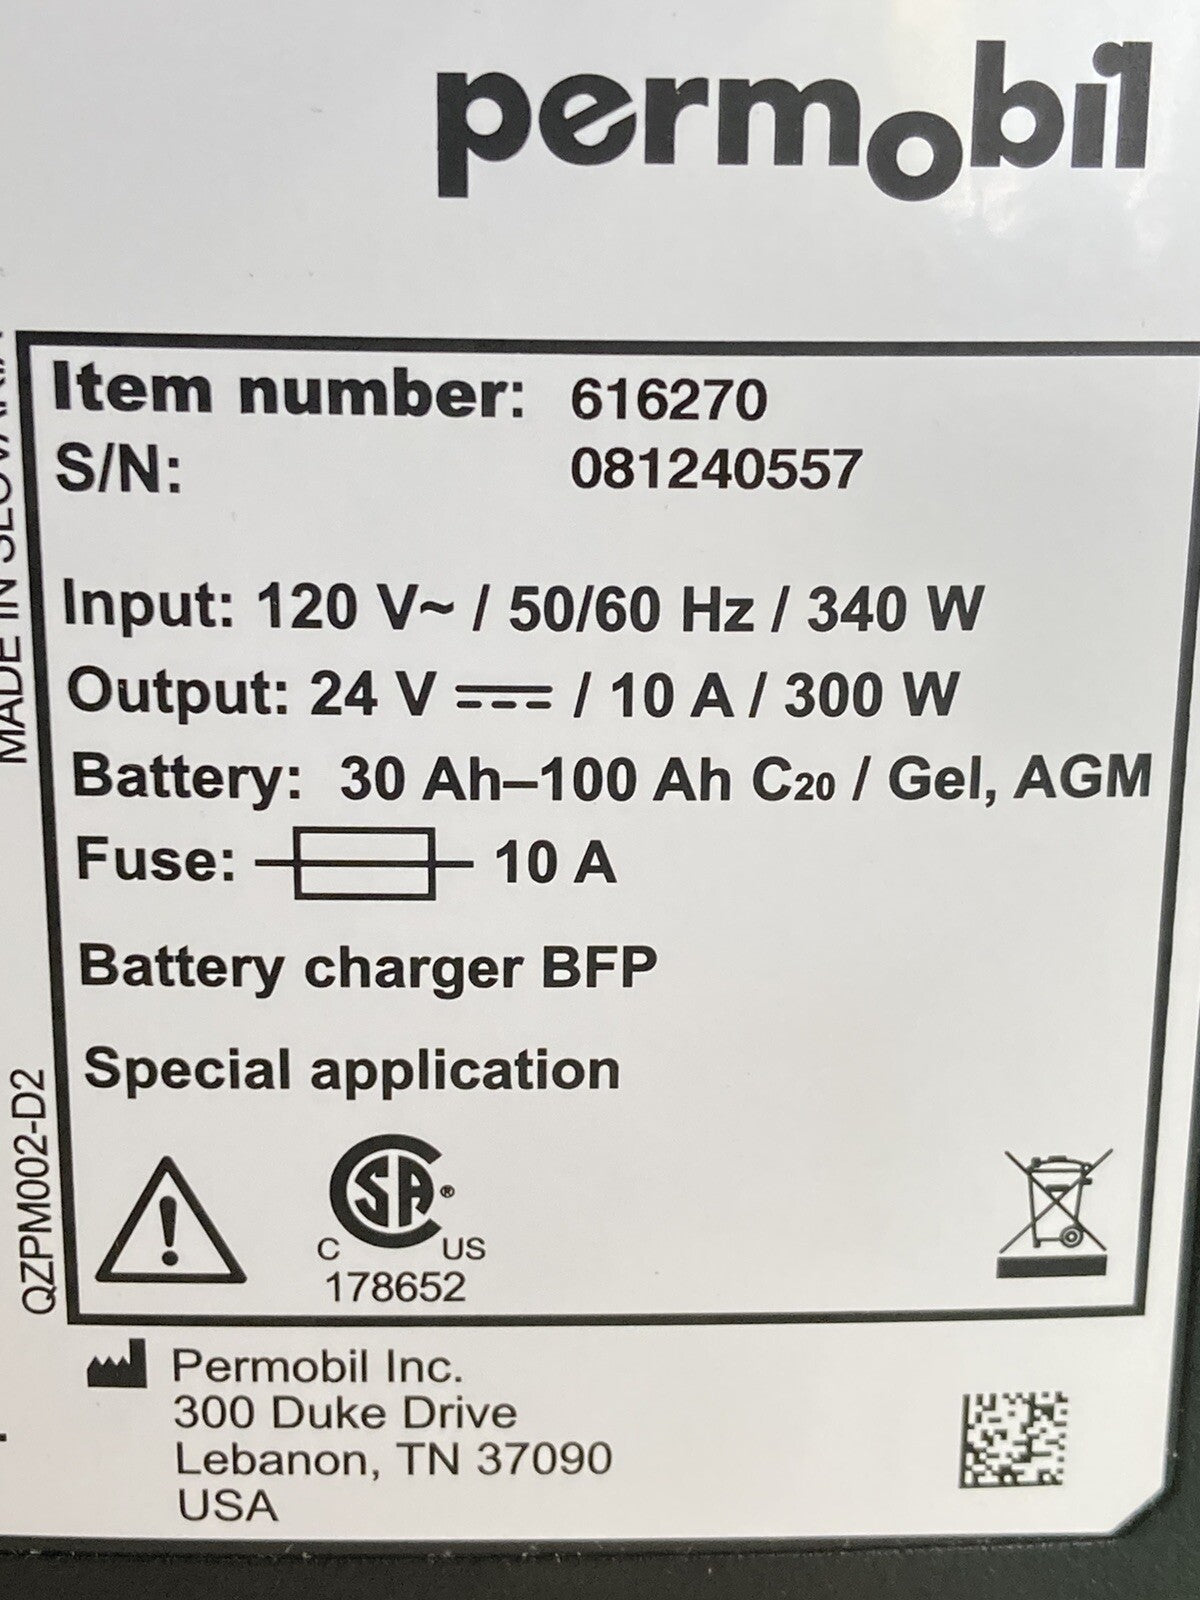 permobil
Item number: 616270
S/N: 081240557
Input: 120 V~ / 50/60 Hz / 340 W
Output: 24 V ⎓ / 10 A / 300 W
Battery: 30 Ah–100 Ah C20 / Gel, AGM
Fuse: 10 A
Battery charger BFP
Special application
CSA®
C US
178652
Permobil Inc.
300 Duke Drive
Lebanon, TN 37090
USA
MADE IN
QZPM002-D2